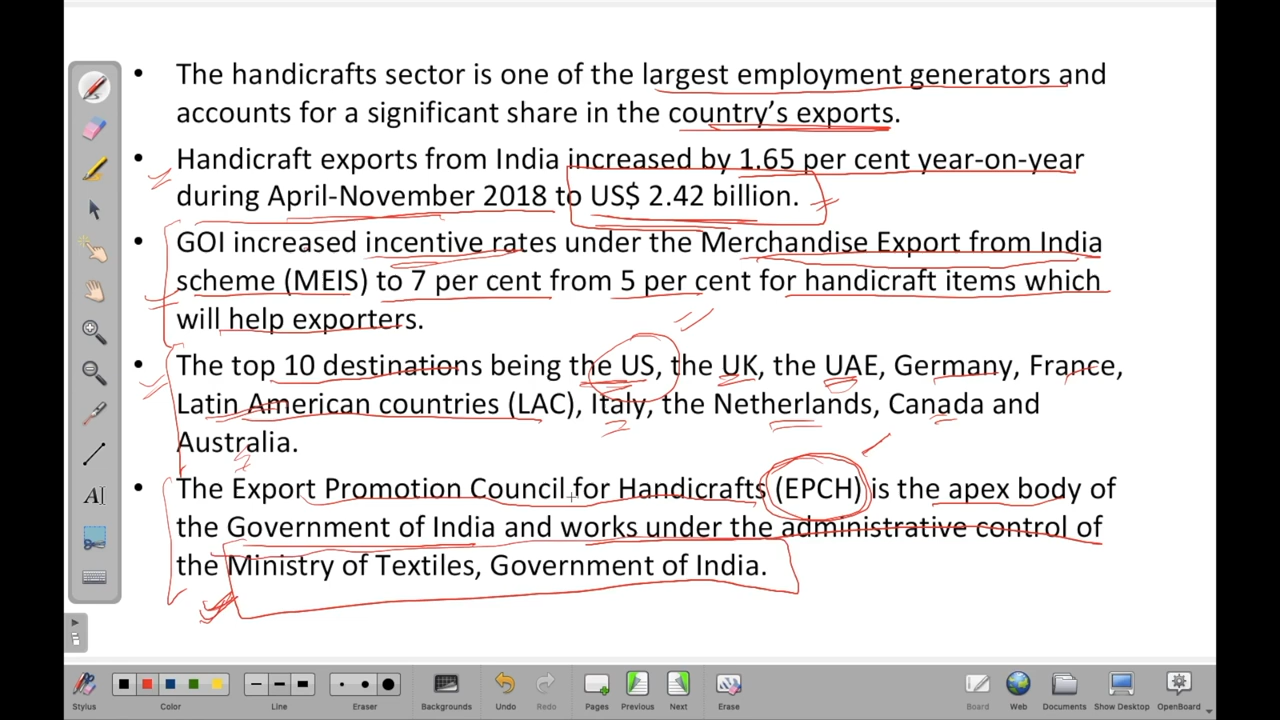 • The handicrafts sector is one of the largest employment generators and
accounts for a significant share in the country's exports.
• Handicraft exports from India increased by 1.65 per cent year-on-year
during April-November 2018 to US$ 2.42 billion.
• GOI increased incentive rates under the Merchandise Export from India
scheme (MEIS) to 7 per cent from 5 per cent for handicraft items which
will help exporters.
• The top 10 destinations being the US, the UK, the UAE, Germany, France,
Latin American countries (LAC), Italy, the Netherlands, Canada and
Australia.
• The Export Promotion Council for Handicrafts (EPCH) is the apex body of
the Government of India and works under the administrative control of
the Ministry of Textiles, Government of India.
Stylus Color Line Eraser Backgrounds Undo Redo Pages Previous Next Erase Board Web Documents Show Desktop OpenBoard